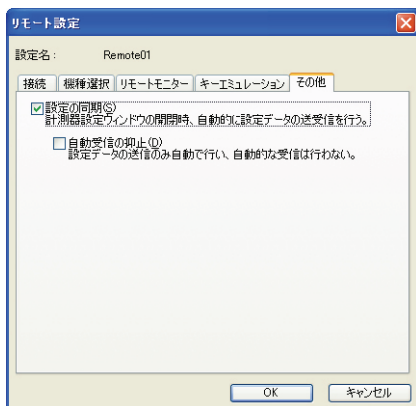 リモート設定
設定名： Remote01
接続 機種選択 リモートモニター キーエミュレーション その他
設定の同期(S)
計測器設定ウィンドウの開閉時、自動的に設定データの送受信を行う。
自動受信の抑止(D)
設定データの送信のみ自動で行い、自動的な受信は行わない。
OK キャンセル